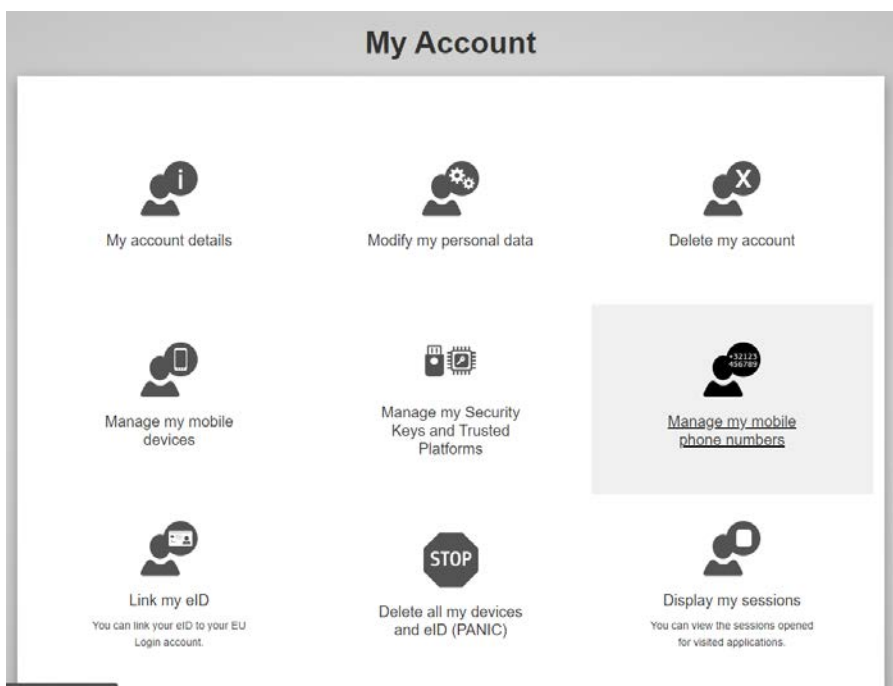 My Account
i
X
My account details
Modify my personal data
Delete my account
+32123
456789
Manage my mobile
devices
Manage my Security
Keys and Trusted
Platforms
Manage my mobile
phone numbers
STOP
Link my eID
You can link your eID to your EU
Login account.
Delete all my devices
and eID (PANIC)
Display my sessions
You can view the sessions opened
for visited applications.